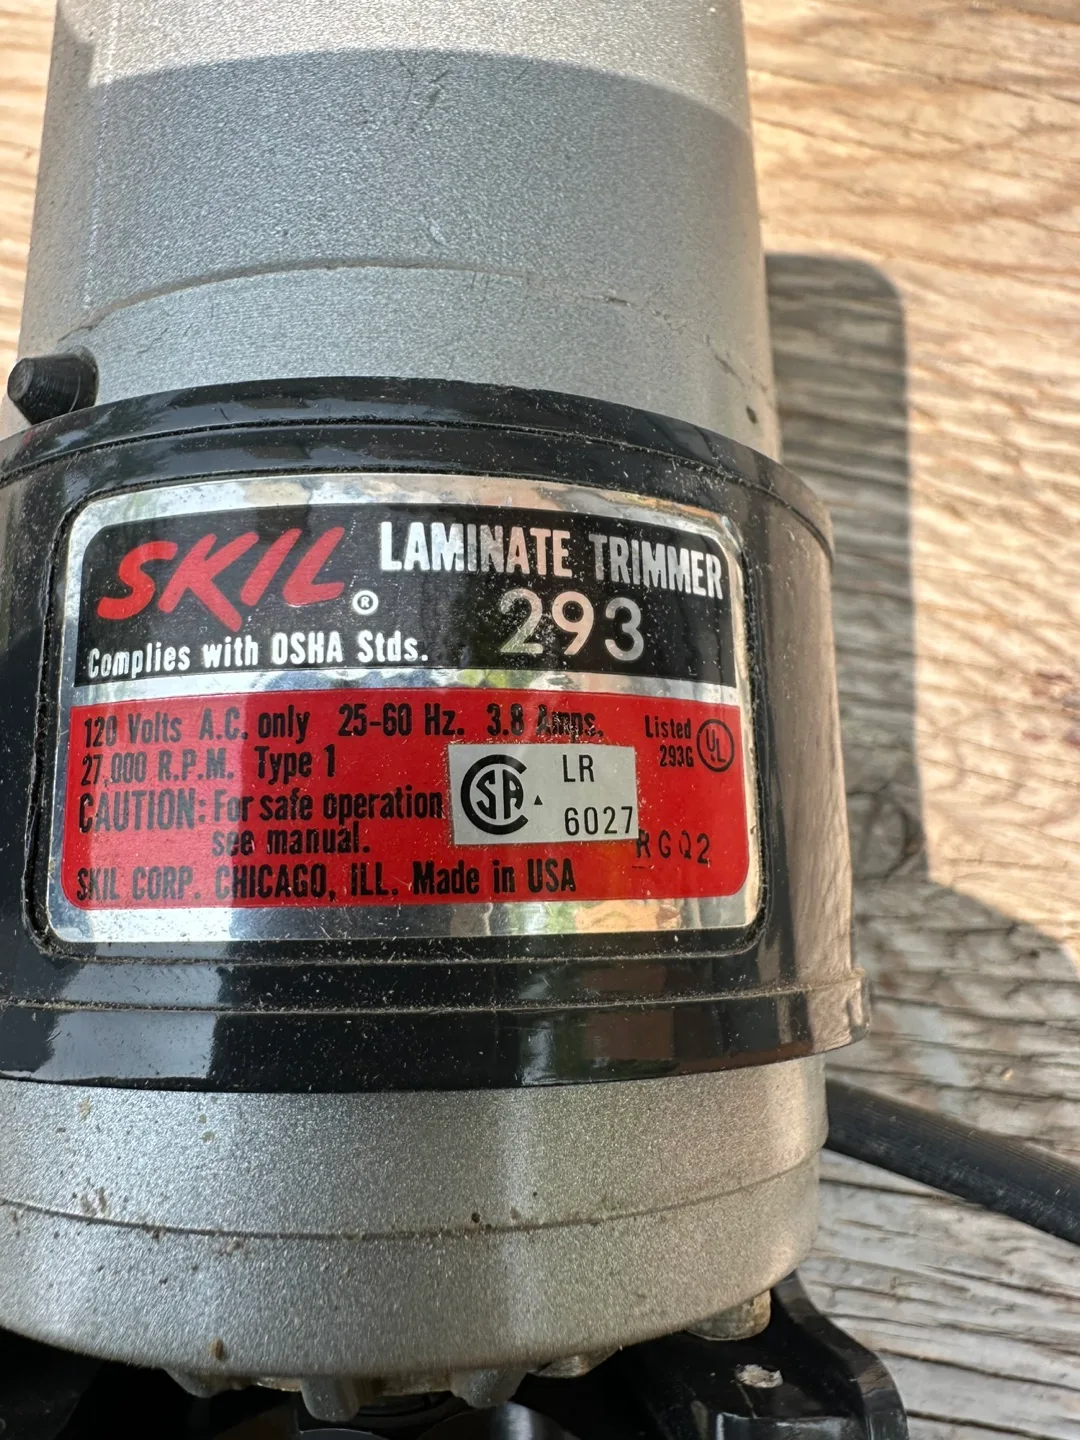 SKIL®
LAMINATE TRIMMER
293
Complies with OSHA Stds.
120 Volts A.C. only 25-60 Hz. 3.8 Amps.
27,000 R.P.M. Type 1
Listed
293G
UL
CAUTION: For safe operation
see manual.
CSA
LR
6027
RGQ2
SKIL CORP. CHICAGO, ILL. Made in USA